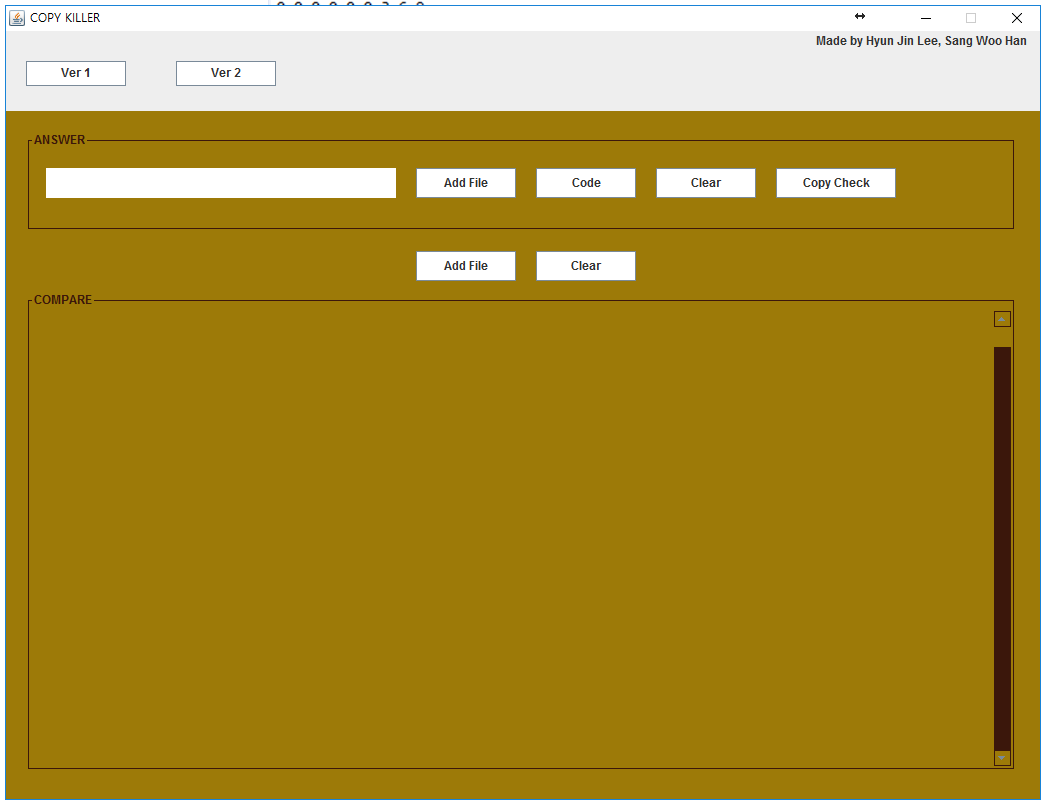 COPY KILLER
Made by Hyun Jin Lee, Sang Woo Han
Ver 1 Ver 2
ANSWER
Add File Code Clear Copy Check
Add File Clear
COMPARE